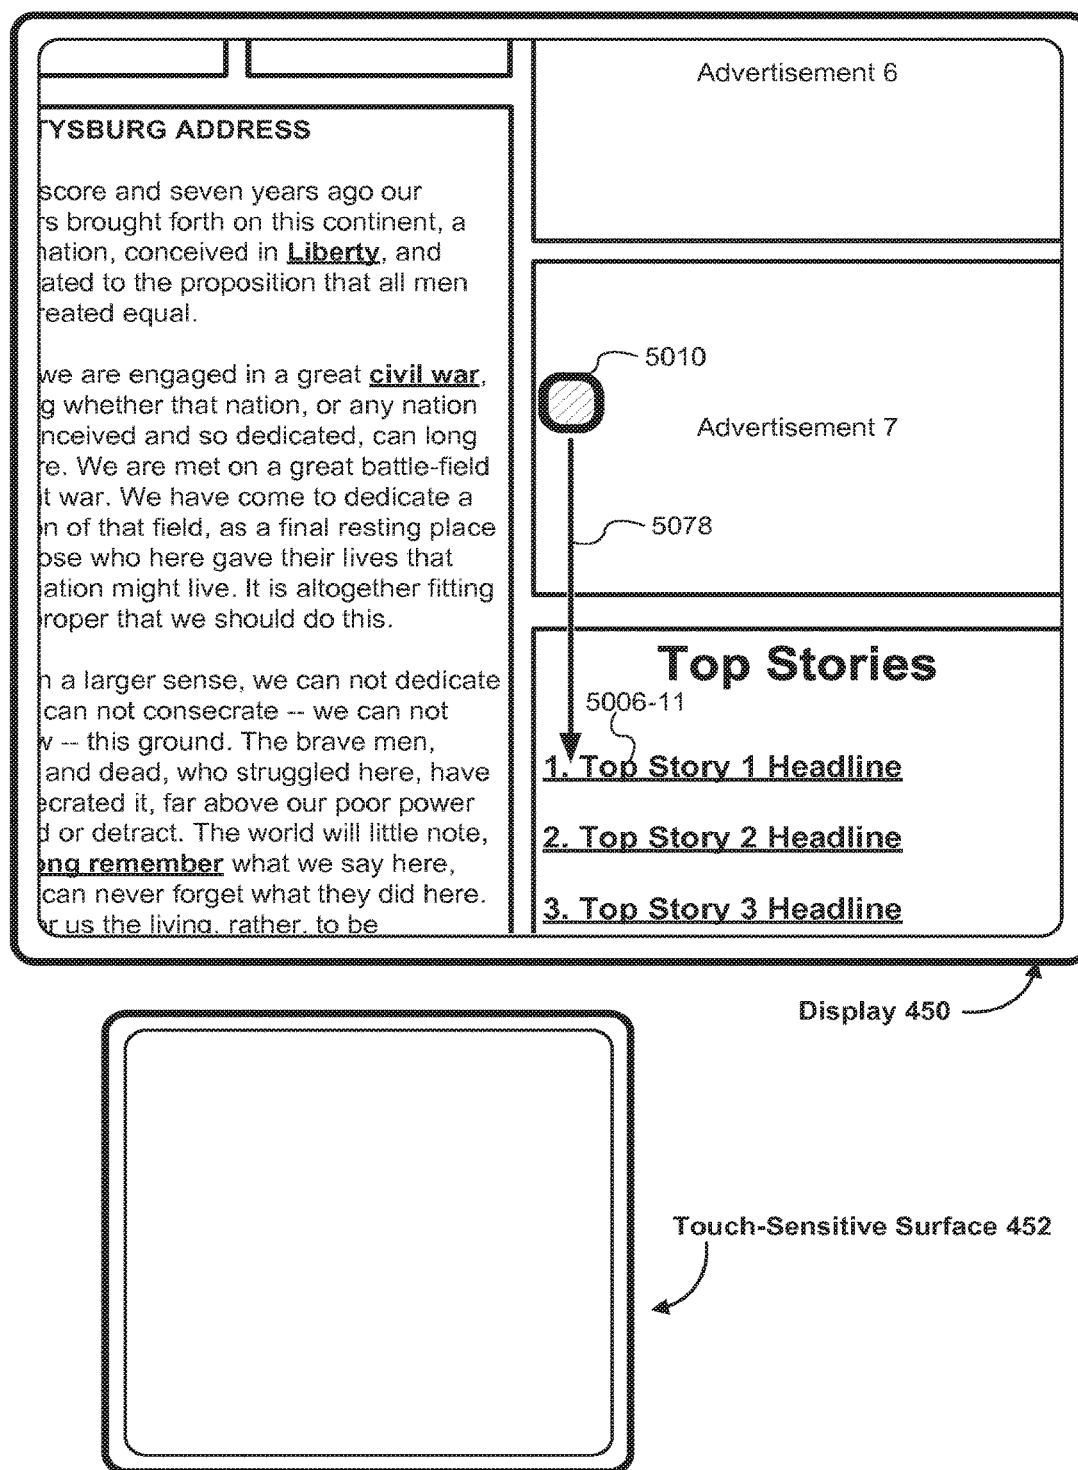 TYSBURG ADDRESS
score and seven years ago our
rs brought forth on this continent, a
nation, conceived in Liberty, and
ated to the proposition that all men
reated equal.
we are engaged in a great civil war,
g whether that nation, or any nation
nceived and so dedicated, can long
re. We are met on a great battle-field
t war. We have come to dedicate a
n of that field, as a final resting place
ose who here gave their lives that
ation might live. It is altogether fitting
roper that we should do this.
n a larger sense, we can not dedicate
can not consecrate -- we can not
w -- this ground. The brave men,
and dead, who struggled here, have
ecrated it, far above our poor power
d or detract. The world will little note,
ong remember what we say here,
can never forget what they did here.
or us the living, rather, to be
Advertisement 6
5010
Advertisement 7
5078
Top Stories
5006-11
1. Top Story 1 Headline
2. Top Story 2 Headline
3. Top Story 3 Headline
Display 450
Touch-Sensitive Surface 452